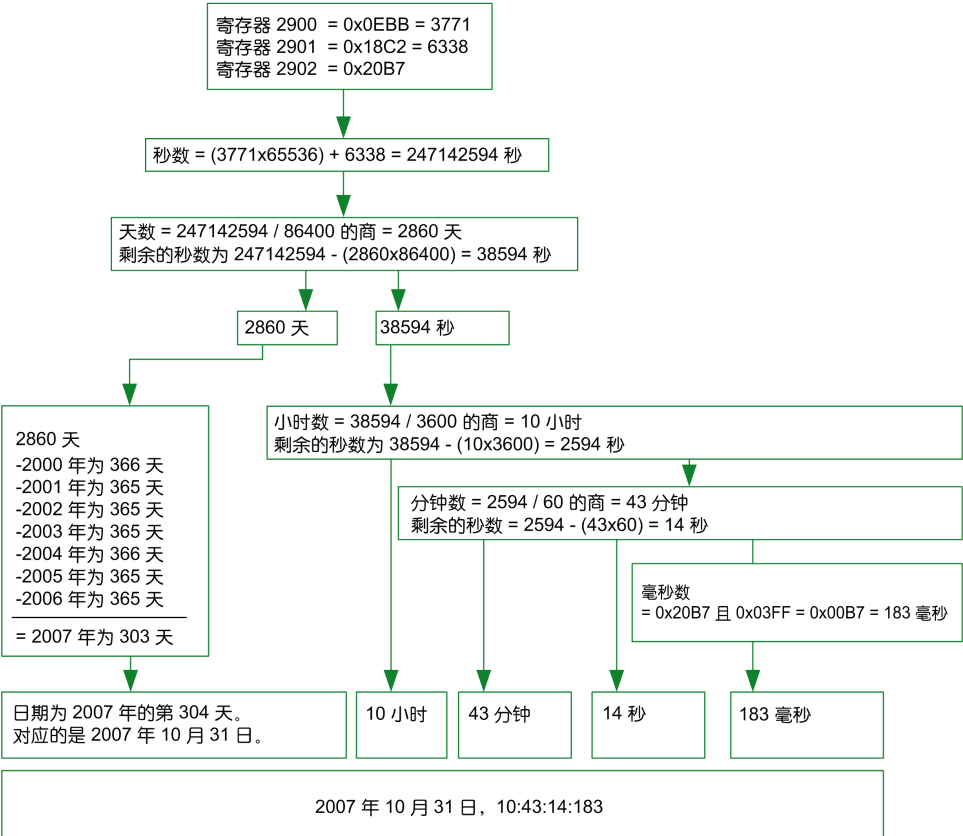 寄存器 2900 = 0x0EBB = 3771
寄存器 2901 = 0x18C2 = 6338
寄存器 2902 = 0x20B7
秒数 = (3771x65536) + 6338 = 247142594 秒
天数 = 247142594 / 86400 的商 = 2860 天
剩余的秒数为 247142594 - (2860x86400) = 38594 秒
2860 天
38594 秒
2860 天
-2000 年为 366 天
-2001 年为 365 天
-2002 年为 365 天
-2003 年为 365 天
-2004 年为 366 天
-2005 年为 365 天
-2006 年为 365 天
= 2007 年为 303 天
小时数 = 38594 / 3600 的商 = 10 小时
剩余的秒数为 38594 - (10x3600) = 2594 秒
分钟数 = 2594 / 60 的商 = 43 分钟
剩余的秒数 = 2594 - (43x60) = 14 秒
毫秒数
= 0x20B7 且 0x03FF = 0x00B7 = 183 毫秒
日期为 2007 年的第 304 天。
对应的是 2007 年 10 月 31 日。
10 小时
43 分钟
14 秒
183 毫秒
2007 年 10 月 31 日，10:43:14:183